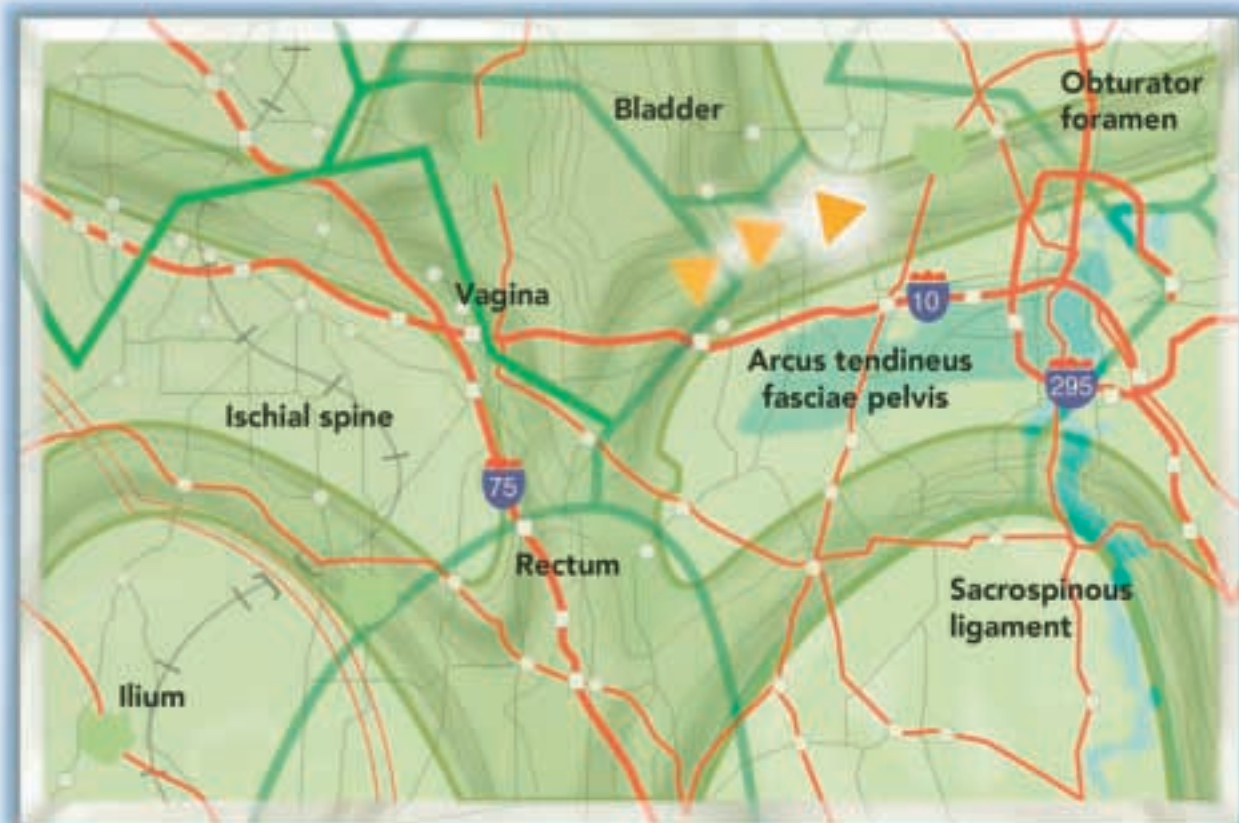 Obturator
foramen
Bladder
Vagina
10
Arcus tendineus
fasciae pelvis
295
Ischial spine
75
Rectum
Sacrospinous
ligament
Ilium